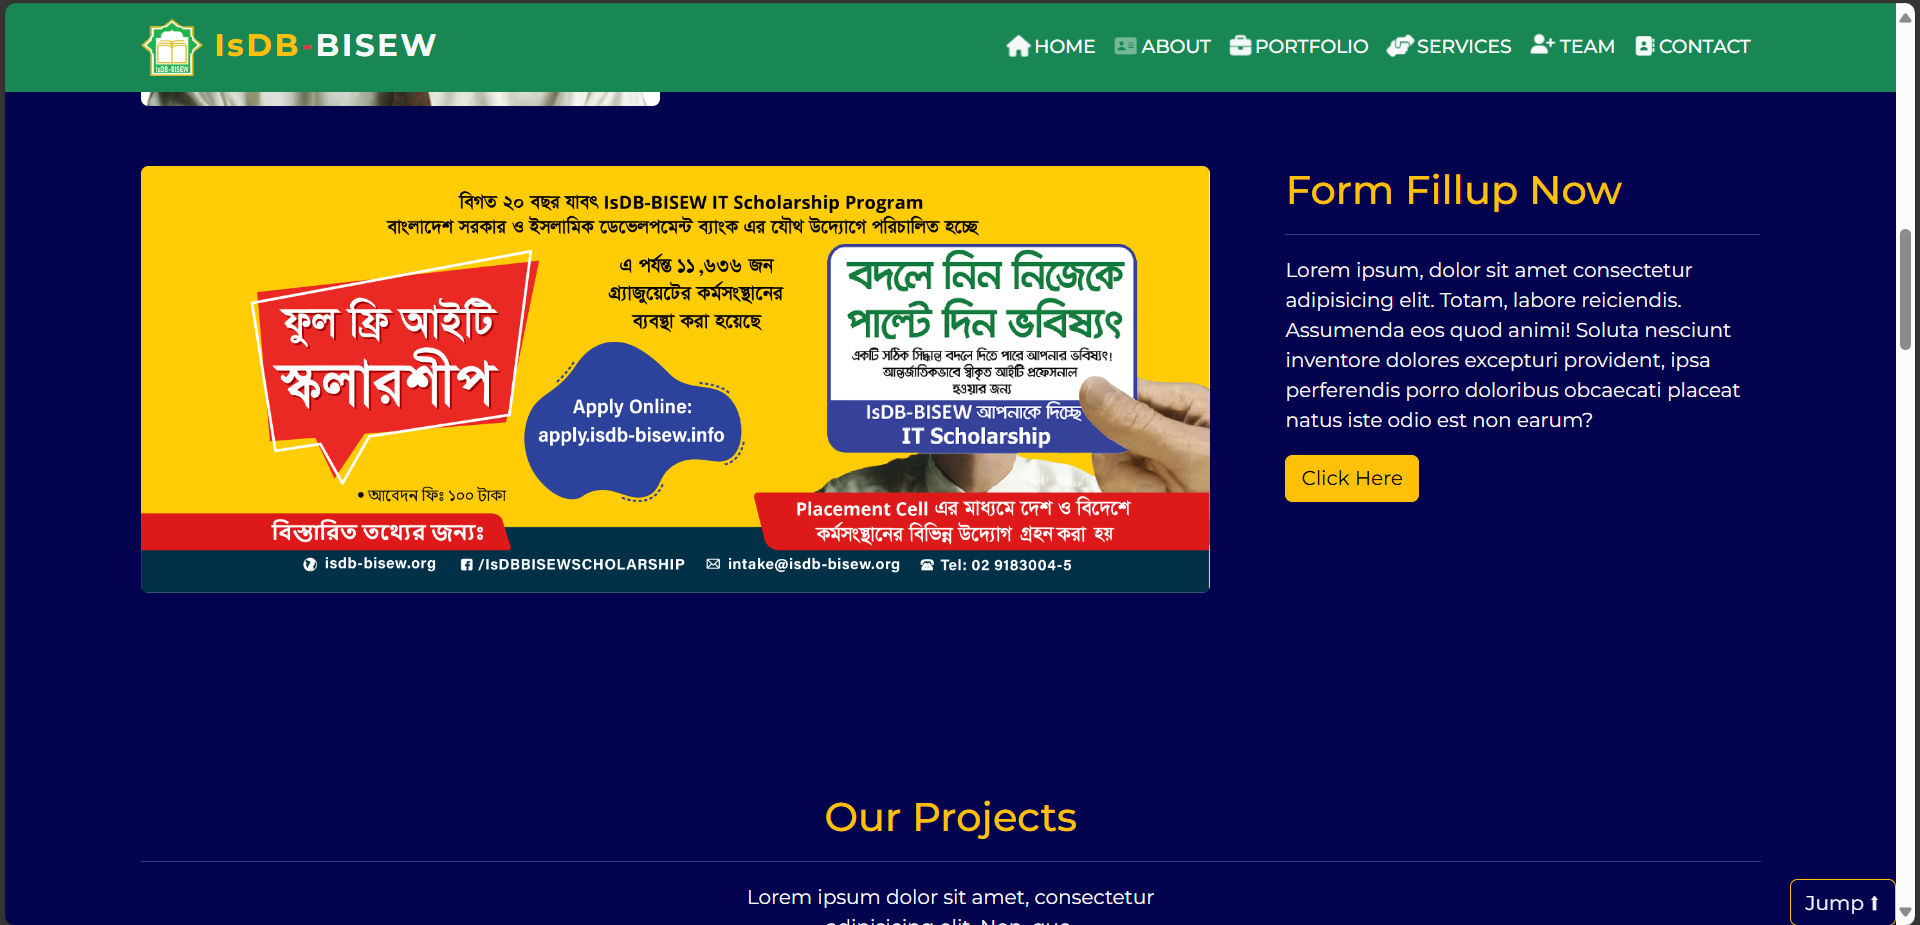 IsDB-BISEW
IsDB-BISEW
HOME
ABOUT
PORTFOLIO
SERVICES
TEAM
CONTACT
বিগত ২০ বছর যাবৎ IsDB-BISEW IT Scholarship Program
বাংলাদেশ সরকার ও ইসলামিক ডেভেলপমেন্ট ব্যাংক এর যৌথ উদ্যোগে পরিচালিত হচ্ছে
ফুল ফ্রি আইটি
স্কলারশীপ
এ পর্যন্ত ১১,৬৩৬ জন
গ্র্যাজুয়েটের কর্মসংস্থানের
ব্যবস্থা করা হয়েছে
Apply Online:
apply.isdb-bisew.info
• আবেদন ফিঃ ১০০ টাকা
বদলে নিন নিজেকে
পাল্টে দিন ভবিষ্যৎ
একটি সঠিক সিদ্ধান্ত বদলে দিতে পারে আপনার ভবিষ্যৎ!
আন্তর্জাতিকভাবে স্বীকৃত আইটি প্রফেসনাল
হওয়ার জন্য
IsDB-BISEW আপনাকে দিচ্ছে
IT Scholarship
Placement Cell এর মাধ্যমে দেশ ও বিদেশে
কর্মসংস্থানের বিভিন্ন উদ্যোগ গ্রহন করা হয়
বিস্তারিত তথ্যের জন্যঃ
isdb-bisew.org
/IsDBBISEWSCHOLARSHIP
intake@isdb-bisew.org
Tel: 02 9183004-5
Form Fillup Now
Lorem ipsum, dolor sit amet consectetur
adipisicing elit. Totam, labore reiciendis.
Assumenda eos quod animi! Soluta nesciunt
inventore dolores excepturi provident, ipsa
perferendis porro doloribus obcaecati placeat
natus iste odio est non earum?
Click Here
Our Projects
Lorem ipsum dolor sit amet, consectetur
adipisicing elit. Non, quo
Jump